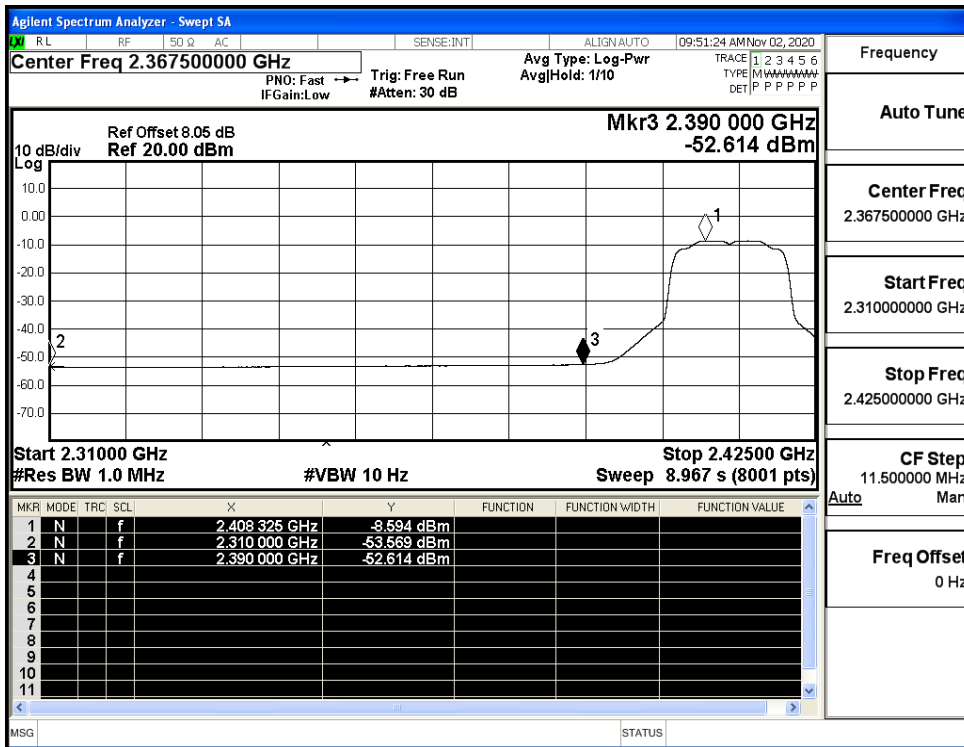 Agilent Spectrum Analyzer - Swept SA
LXI RL RF 50 Ω AC SENSE:INT ALIGN AUTO 09:51:24 AM Nov 02, 2020
Center Freq 2.367500000 GHz
PNO: Fast
IFGain:Low
Trig: Free Run
#Atten: 30 dB
Avg Type: Log-Pwr
Avg|Hold: 1/10
TRACE 1 2 3 4 5 6
TYPE M W W W W W
DET P P P P P P
Ref Offset 8.05 dB
10 dB/div Ref 20.00 dBm
Log
Mkr3 2.390 000 GHz
-52.614 dBm
10.0
0.00
-10.0
-20.0
-30.0
-40.0
-50.0
-60.0
-70.0
1
2
3
Start 2.31000 GHz Stop 2.42500 GHz
#Res BW 1.0 MHz #VBW 10 Hz Sweep 8.967 s (8001 pts)
MKR MODE TRC SCL X Y FUNCTION FUNCTION WIDTH FUNCTION VALUE
1 N f 2.408 325 GHz -8.594 dBm
2 N f 2.310 000 GHz -53.569 dBm
3 N f 2.390 000 GHz -52.614 dBm
4
5
6
7
8
9
10
11
MSG STATUS
Frequency
Auto Tune
Center Freq
2.367500000 GHz
Start Freq
2.310000000 GHz
Stop Freq
2.425000000 GHz
CF Step
11.500000 MHz
Auto Man
Freq Offset
0 Hz